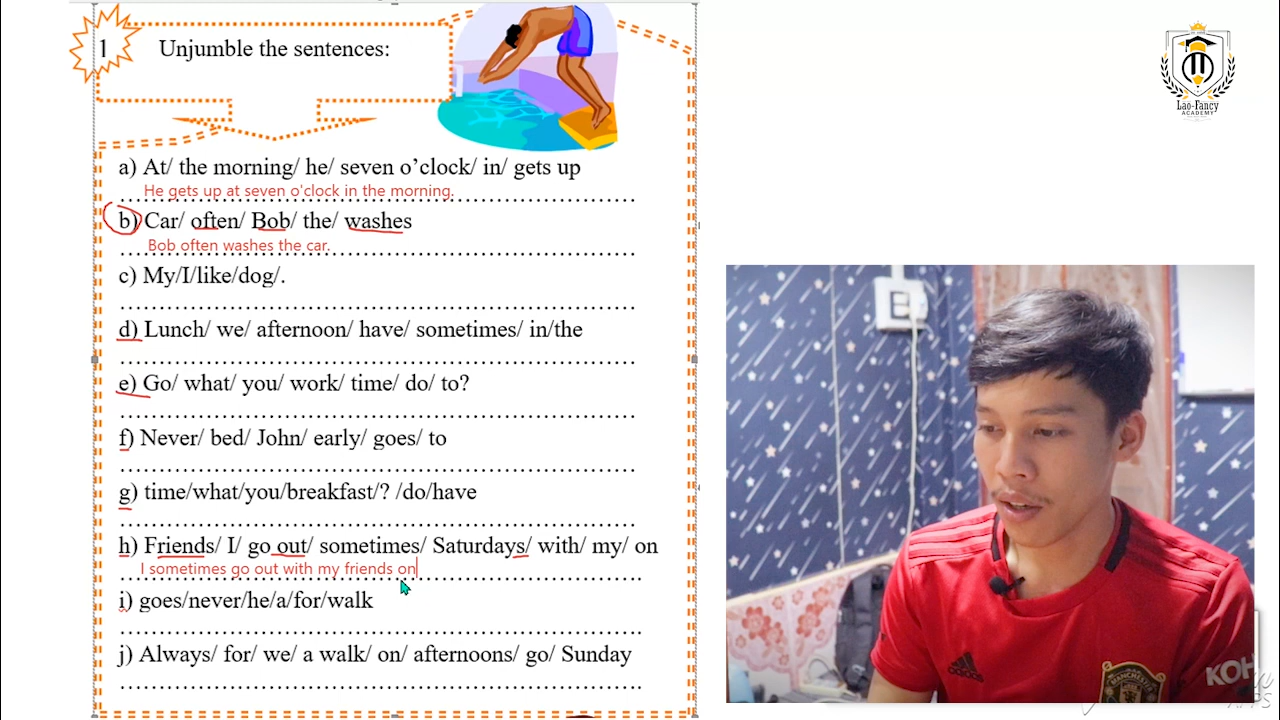 1 Unjumble the sentences:
a) At/ the morning/ he/ seven o’clock/ in/ gets up
He gets up at seven o'clock in the morning.
b) Car/ often/ Bob/ the/ washes
Bob often washes the car.
c) My/I/like/dog/.
d) Lunch/ we/ afternoon/ have/ sometimes/ in/the
e) Go/ what/ you/ work/ time/ do/ to?
f) Never/ bed/ John/ early/ goes/ to
g) time/what/you/breakfast/? /do/have
h) Friends/ I/ go out/ sometimes/ Saturdays/ with/ my/ on
I sometimes go out with my friends on
i) goes/never/he/a/for/walk
j) Always/ for/ we/ a walk/ on/ afternoons/ go/ Sunday
Lao-Fancy
ACADEMY
adidas
MANCHESTER
KOH